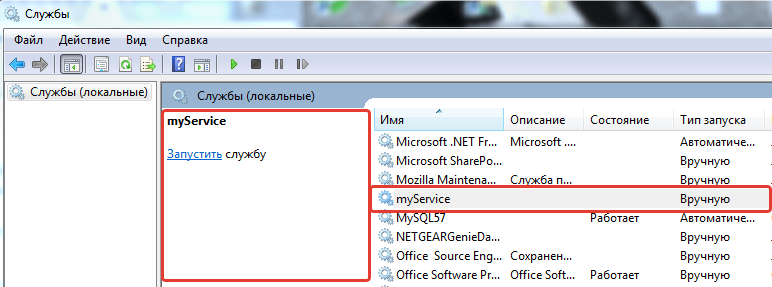 Службы
Файл Действие Вид Справка
Службы (локальные)
Службы (локальные)
myService
Запустить службу
Имя Описание Состояние Тип запуска
Microsoft .NET Fr... Microsoft .... Автоматиче...
Microsoft SharePo... Вручную
Mozilla Maintena... Служба п... Вручную
myService Вручную
MySQL57 Работает Автоматиче...
NETGEARGenieDa... Вручную
Office Source Eng... Сохранен... Вручную
Office Software Pr... Office Soft... Работает Вручную